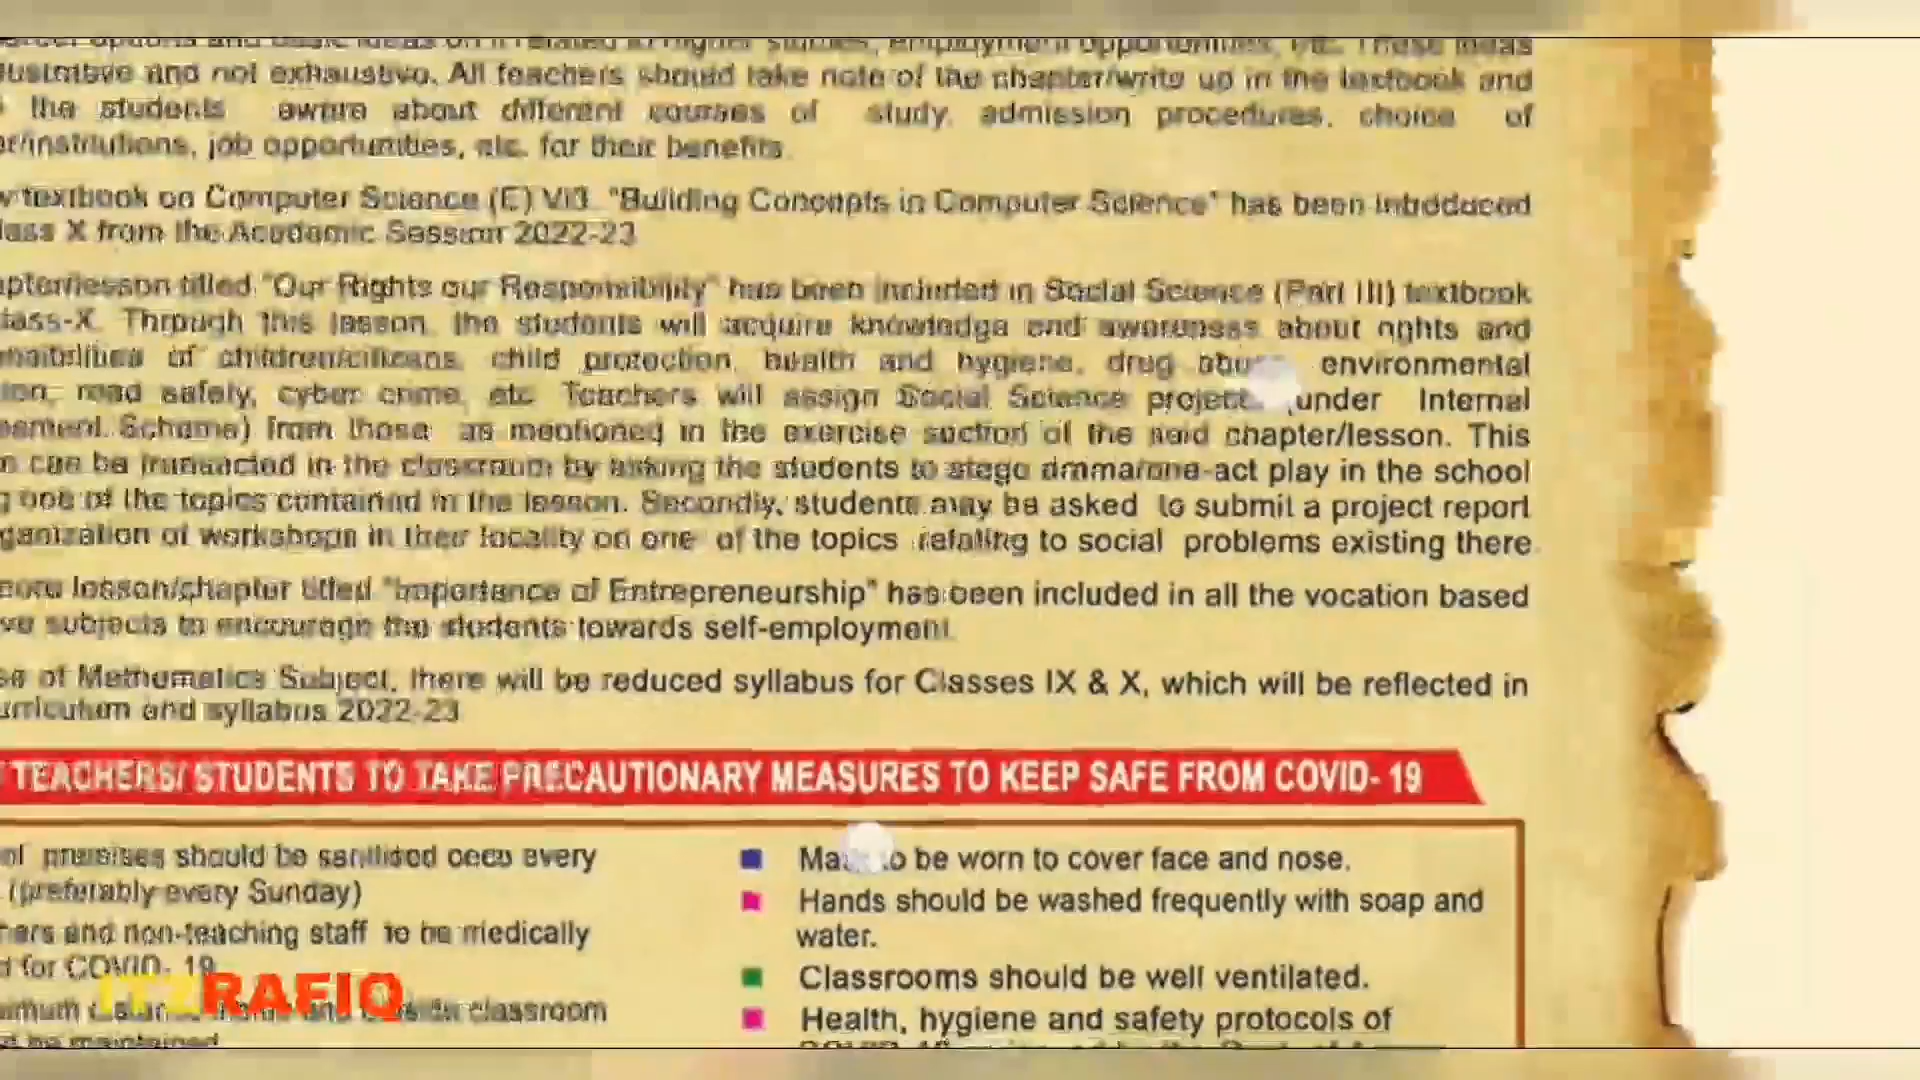 and not exhaustive. All teachers should take note of the chapter/write up in the textbook and
the students aware about different courses of study, admission procedures, choice of
institutions, job opportunities, etc. for their benefits.
textbook on Computer Science (E) "Building Concepts in Computer Science" has been introduced
X from the Academic Session 2022-23
titled "Our Rights our Responsibility" has been included in Social Science (Part III) textbook
ass-X. Through this lesson, the students will acquire knowledge and awareness about rights and
of children/citizens, child protection, health and hygiene, drug environmental
road safety, cyber crime, etc. Teachers will assign Social Science project (under Internal
Scheme) from those as mentioned in the exercise section of the said chapter/lesson. This
can be transacted in the classroom by asking the students to stage drama/one-act play in the school
one of the topics contained in the lesson. Secondly, students may be asked to submit a project report
ganization of workshops in their locality on one of the topics relating to social problems existing there
lesson/chapter titled "Importance of Entrepreneurship" has been included in all the vocation based
subjects to encourage the students towards self-employment.
of Mathematics Subject, there will be reduced syllabus for Classes IX & X, which will be reflected in
urriculum and syllabus 2022-23
TEACHERS/ STUDENTS TO TAKE PRECAUTIONARY MEASURES TO KEEP SAFE FROM COVID- 19
premises should be sanitised once every
(preferably every Sunday)
hers and non-teaching staff to be medically
for COVID- 19
classroom
be maintained
to be worn to cover face and nose.
Hands should be washed frequently with soap and
water.
Classrooms should be well ventilated.
Health, hygiene and safety protocols of
ITZRAFIQ